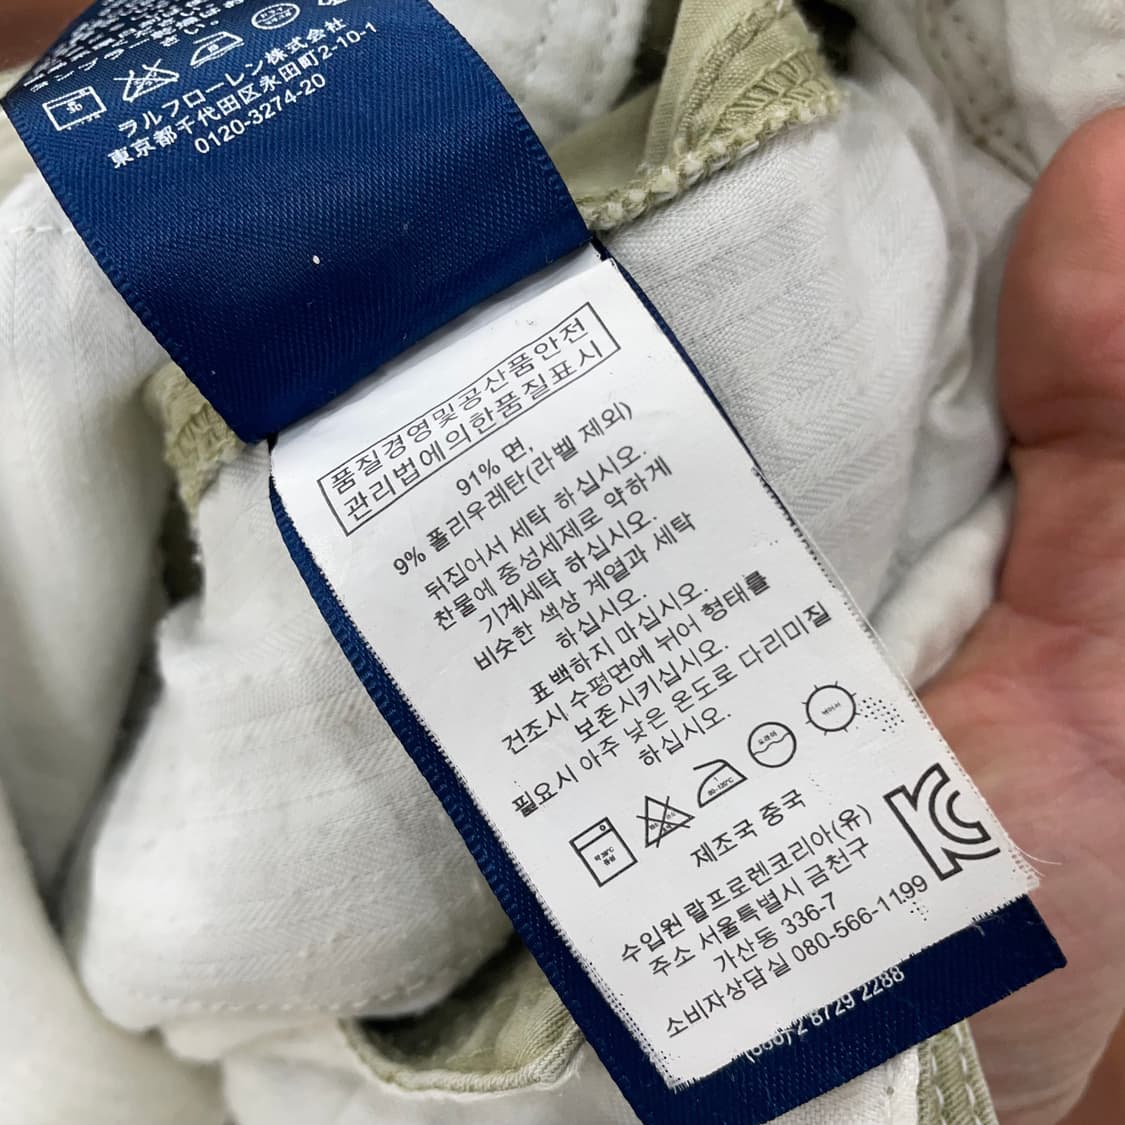 ラルフローレン株式会社
東京都千代田区永田町2-10-1
0120-3274-20
품질경영및공산품안전
관리법에의한품질표시
91% 면,
9% 폴리우레탄(라벨 제외)
뒤집어서 세탁 하십시오.
찬물에 중성세제로 약하게
기계세탁 하십시오.
비슷한 색상 계열과 세탁
하십시오.
표백하지 마십시오.
건조시 수평면에 뉘어 형태를
보존시키십시오.
필요시 아주 낮은 온도로 다리미질
하십시오.
제조국 중국
수입원 랄프로렌코리아(유)
주소 서울특별시 금천구
가산동 336-7
소비자상담실 080-566-1199
2 8729 2288